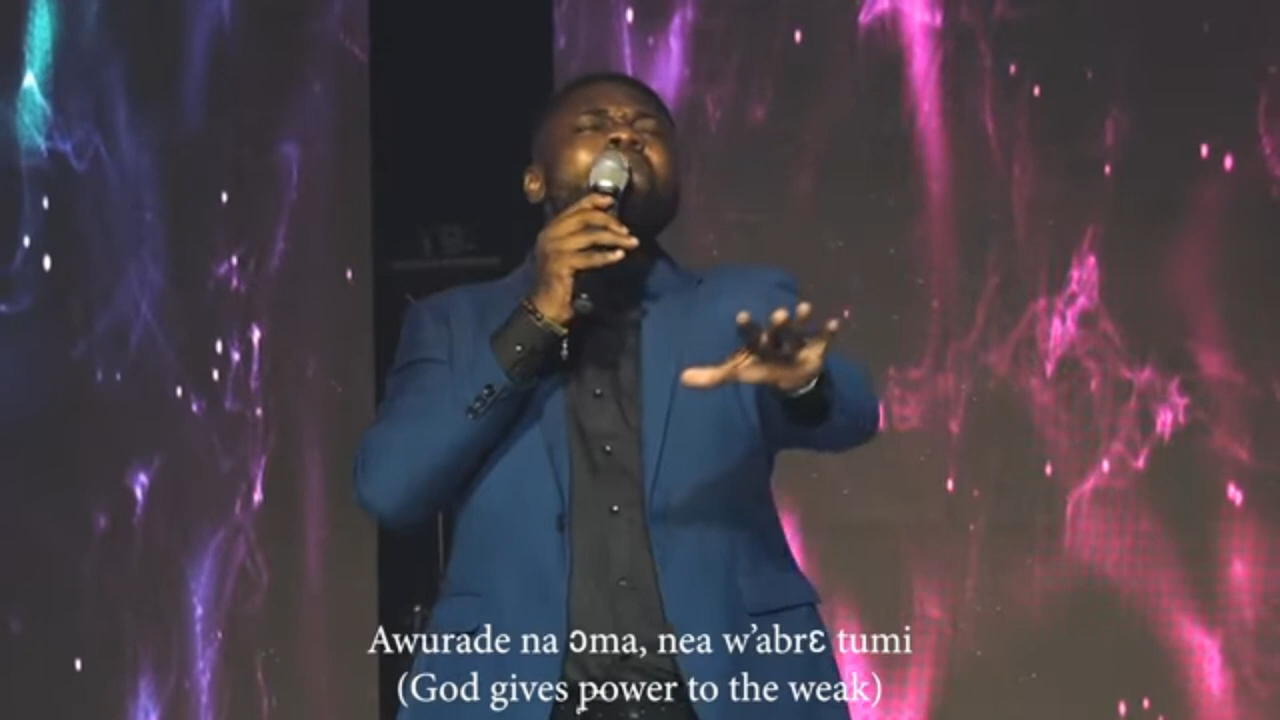 Awurade na ɔma, nea w’abrɛ tumi
(God gives power to the weak)